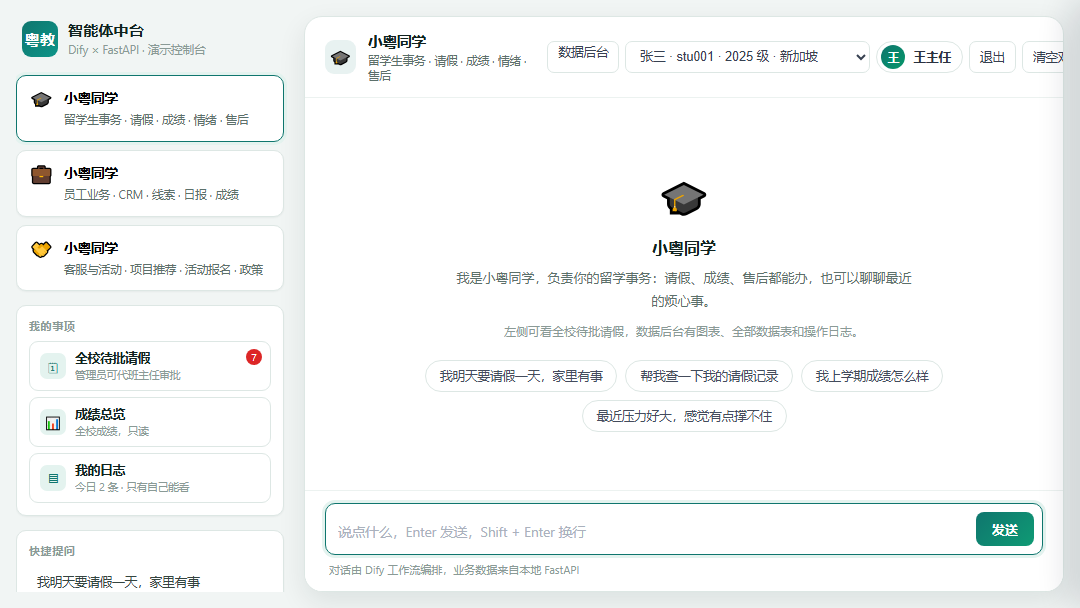 粤教
智能体中台
Dify × FastAPI · 演示控制台
小粤同学
留学生事务 · 请假 · 成绩 · 情绪 · 售后
小粤同学
员工业务 · CRM · 线索 · 日报 · 成绩
小粤同学
客服与活动 · 项目推荐 · 活动报名 · 政策
我的事项
全校待批请假
管理员可代班主任审批
7
成绩总览
全校成绩，只读
我的日志
今日 2 条 · 只有自己能看
快捷提问
我明天要请假一天，家里有事
小粤同学
留学生事务 · 请假 · 成绩 · 情绪 ·
售后
数据后台
张三 · stu001 · 2025 级 · 新加坡
王
王主任
退出
清空
小粤同学
我是小粤同学，负责你的留学事务：请假、成绩、售后都能办，也可以聊聊最近
的烦心事。
左侧可看全校待批请假，数据后台有图表、全部数据表和操作日志。
我明天要请假一天，家里有事
帮我查一下我的请假记录
我上学期成绩怎么样
最近压力好大，感觉有点撑不住
说点什么，Enter 发送，Shift + Enter 换行
发送
对话由 Dify 工作流编排，业务数据来自本地 FastAPI